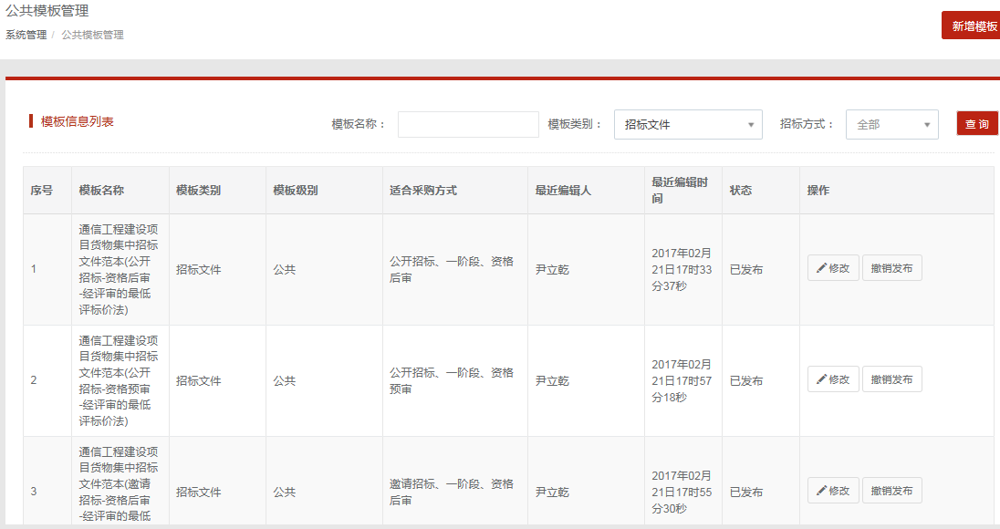 公共模板管理
系统管理 / 公共模板管理
新增模板
模板信息列表
模板名称：
模板类别：
招标文件
招标方式：
全部
查询
序号
模板名称
模板类别
模板级别
适合采购方式
最近编辑人
最近编辑时
间
状态
操作
1
通信工程建设项
目货物集中招标
文件范本(公开
招标-资格后审
-经评审的最低
评标价法)
招标文件
公共
公开招标、一阶段、资格
后审
尹立乾
2017年02月
21日17时33
分37秒
已发布
修改
撤销发布
2
通信工程建设项
目货物集中招标
文件范本(公开
招标-资格预审
-经评审的最低
评标价法)
招标文件
公共
公开招标、一阶段、资格
预审
尹立乾
2017年02月
21日17时57
分18秒
已发布
修改
撤销发布
3
通信工程建设项
目货物集中招标
文件范本(邀请
招标-资格后审
-经评审的最低
招标文件
公共
邀请招标、一阶段、资格
后审
尹立乾
2017年02月
21日17时55
分30秒
已发布
修改
撤销发布